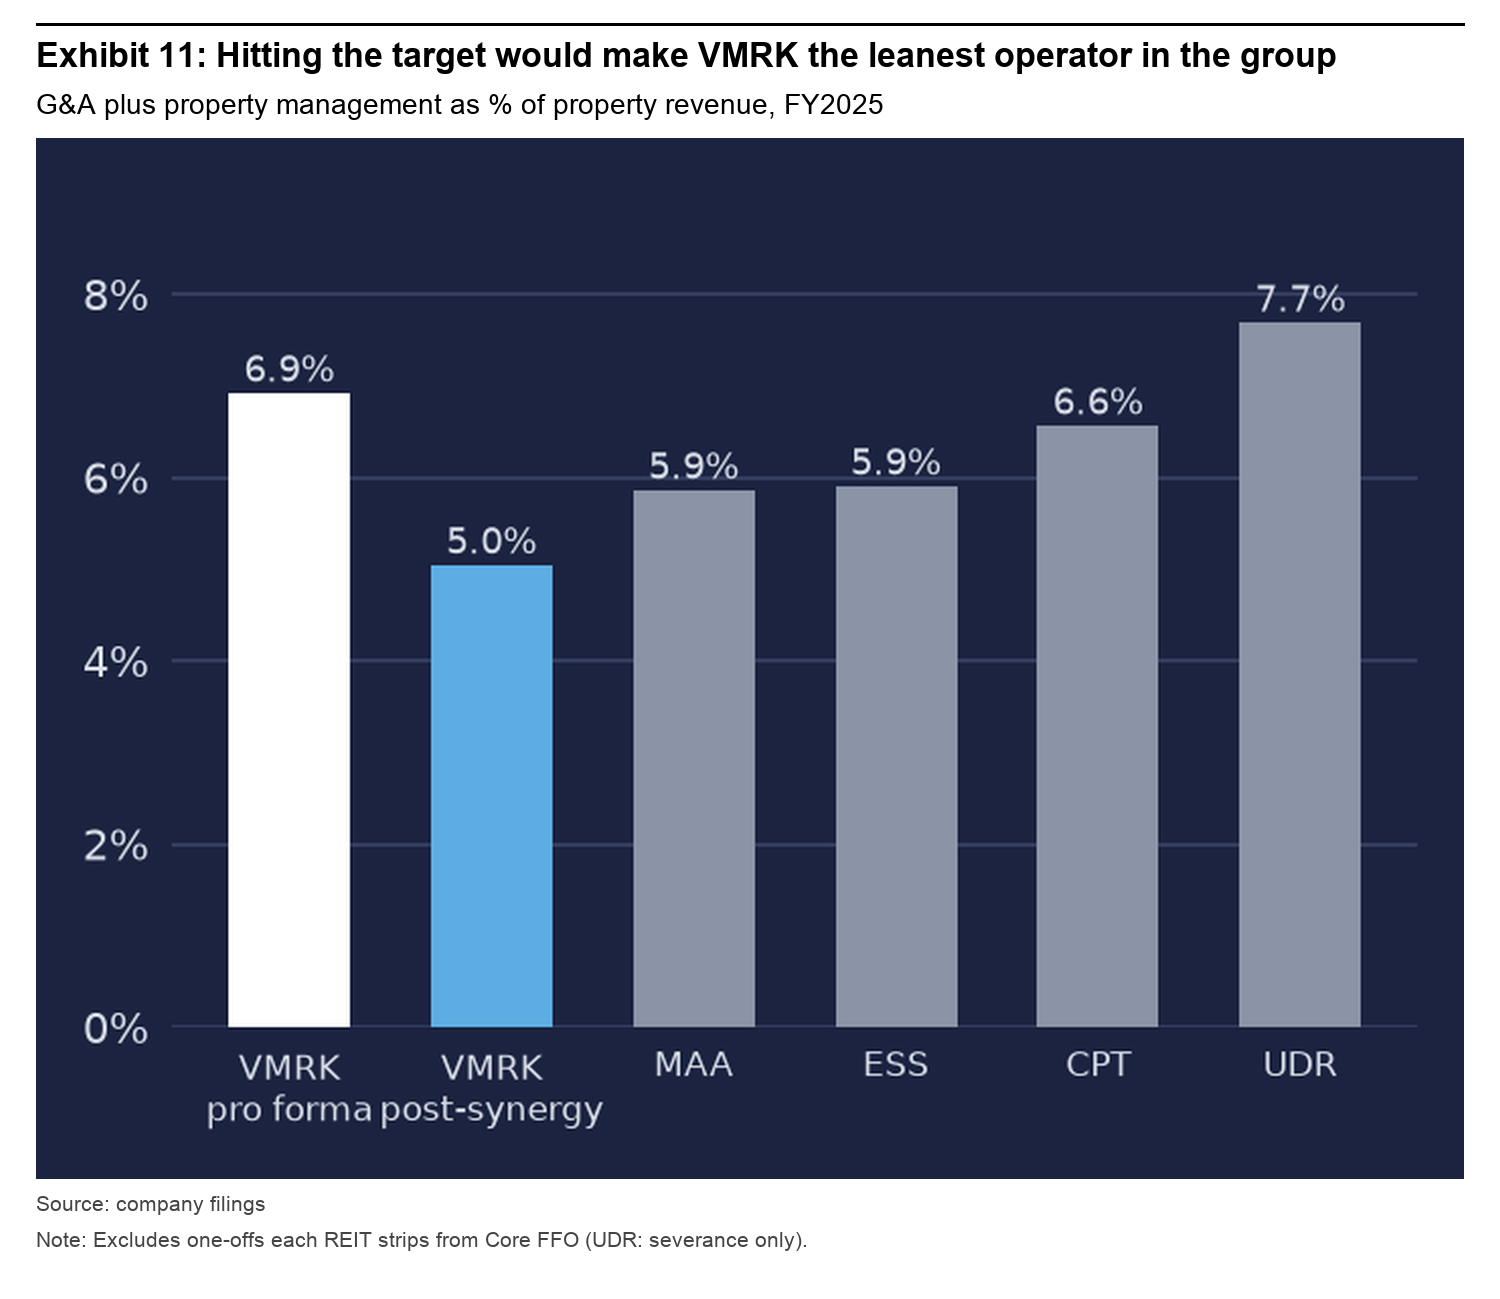 Exhibit 11: Hitting the target would make VMRK the leanest operator in the group
G&A plus property management as % of property revenue, FY2025
8%
6%
4%
2%
0%
6.9%
5.0%
5.9%
5.9%
6.6%
7.7%
VMRK
pro forma
VMRK
post-synergy
MAA
ESS
CPT
UDR
Source: company filings
Note: Excludes one-offs each REIT strips from Core FFO (UDR: severance only).